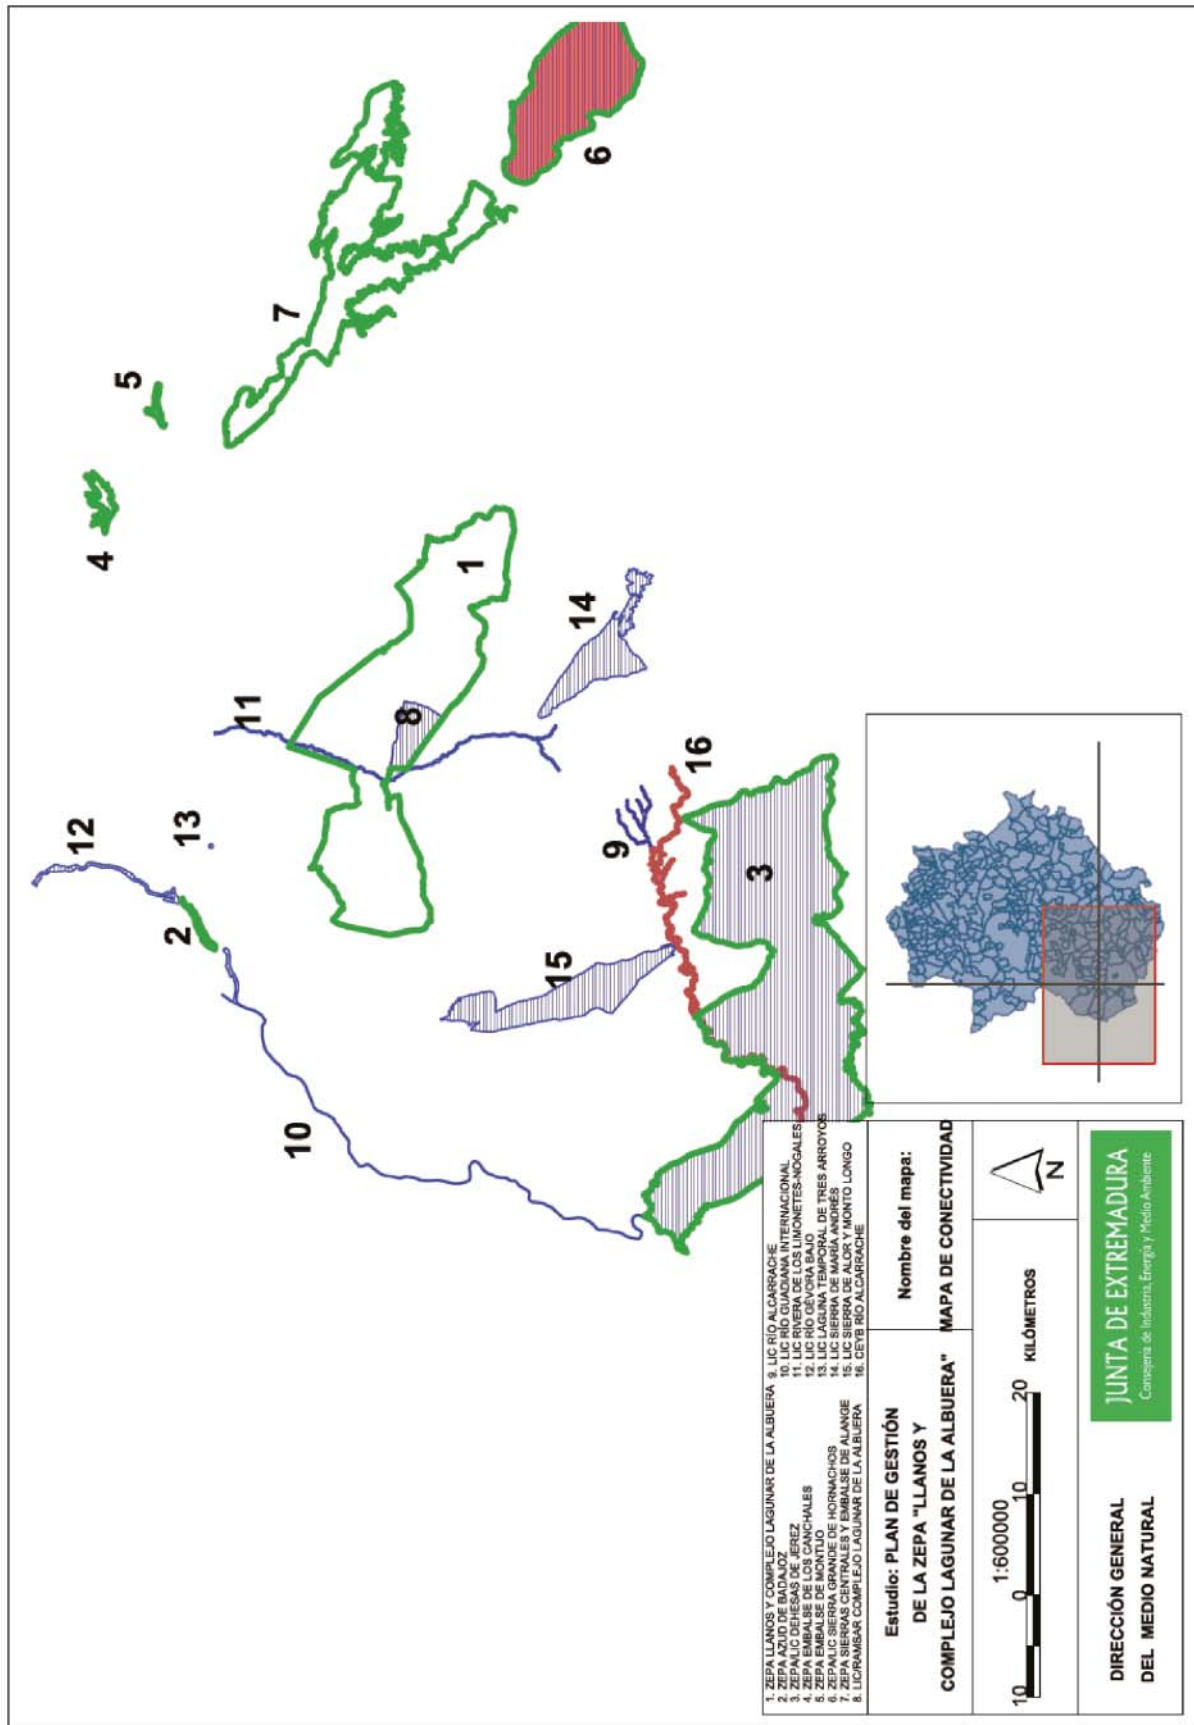 12
2
13
11
10
4
5
7
6
1
8
14
15
9
16
3
1. ZEPA LLANOS Y COMPLEJO LAGUNAR DE LA ALBUERA
2. ZEPA AZUD DE BADAJOZ
3. ZEPA/LIC DEHESAS DE JEREZ
4. ZEPA EMBALSE DE LOS CANCHALES
5. ZEPA EMBALSE DE MONTIJO
6. ZEPA/LIC SIERRA GRANDE DE HORNACHOS
7. ZEPA SIERRAS CENTRALES Y EMBALSE DE ALANGE
8. LIC/RAMSAR COMPLEJO LAGUNAR DE LA ALBUERA
9. LIC RÍO ALCARRACHE
10. LIC RÍO GUADIANA INTERNACIONAL
11. LIC RIVERA DE LOS LIMONETES-NOGALES
12. LIC RÍO GÉVORA BAJO
13. LIC LAGUNA TEMPORAL DE TRES ARROYOS
14. LIC SIERRA DE MARÍA ANDRÉS
15. LIC SIERRA DE ALOR Y MONTO LONGO
16. CEYB RÍO ALCARRACHE
Estudio: PLAN DE GESTIÓN
DE LA ZEPA "LLANOS Y
COMPLEJO LAGUNAR DE LA ALBUERA"
Nombre del mapa:
MAPA DE CONECTIVIDAD
1:600000
10 0 10 20
KILÓMETROS
N
DIRECCIÓN GENERAL
DEL MEDIO NATURAL
JUNTA DE EXTREMADURA
Consejería de Industria, Energía y Medio Ambiente